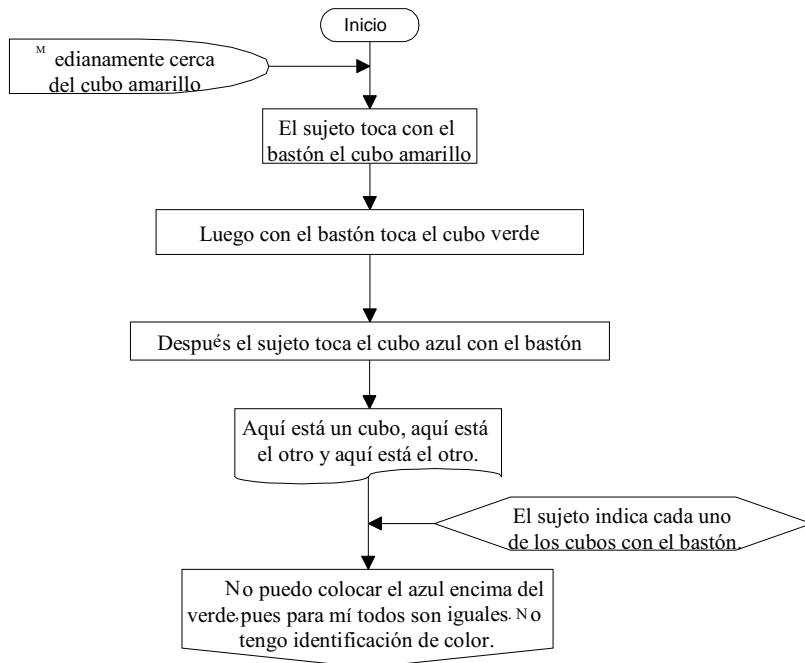 Inicio
Medianamente cerca
del cubo amarillo
El sujeto toca con el
bastón el cubo amarillo
Luego con el bastón toca el cubo verde
Después el sujeto toca el cubo azul con el bastón
Aquí está un cubo, aquí está
el otro y aquí está el otro.
El sujeto indica cada uno
de los cubos con el bastón.
No puedo colocar el azul encima del
verde, pues para mí todos son iguales. No
tengo identificación de color.